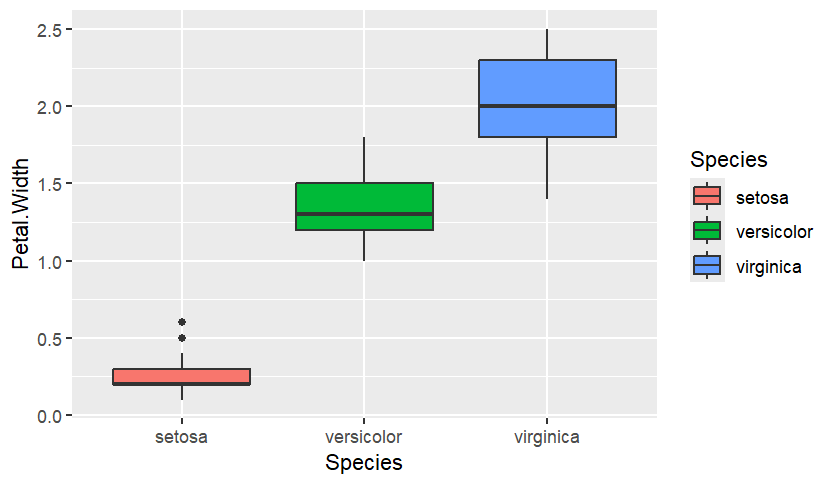 Petal.Width
2.5
2.0
1.5
1.0
0.5
0.0
setosa versicolor virginica
Species
Species
setosa
versicolor
virginica